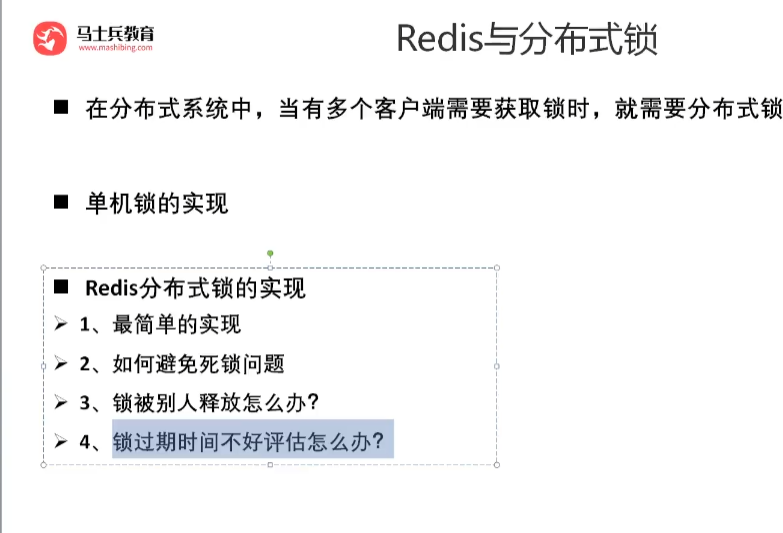 马士兵教育
www.mashibing.com
Redis与分布式锁
■ 在分布式系统中，当有多个客户端需要获取锁时，就需要分布式锁
■ 单机锁的实现
■ Redis分布式锁的实现
➢ 1、最简单的实现
➢ 2、如何避免死锁问题
➢ 3、锁被别人释放怎么办?
➢ 4、锁过期时间不好评估怎么办?